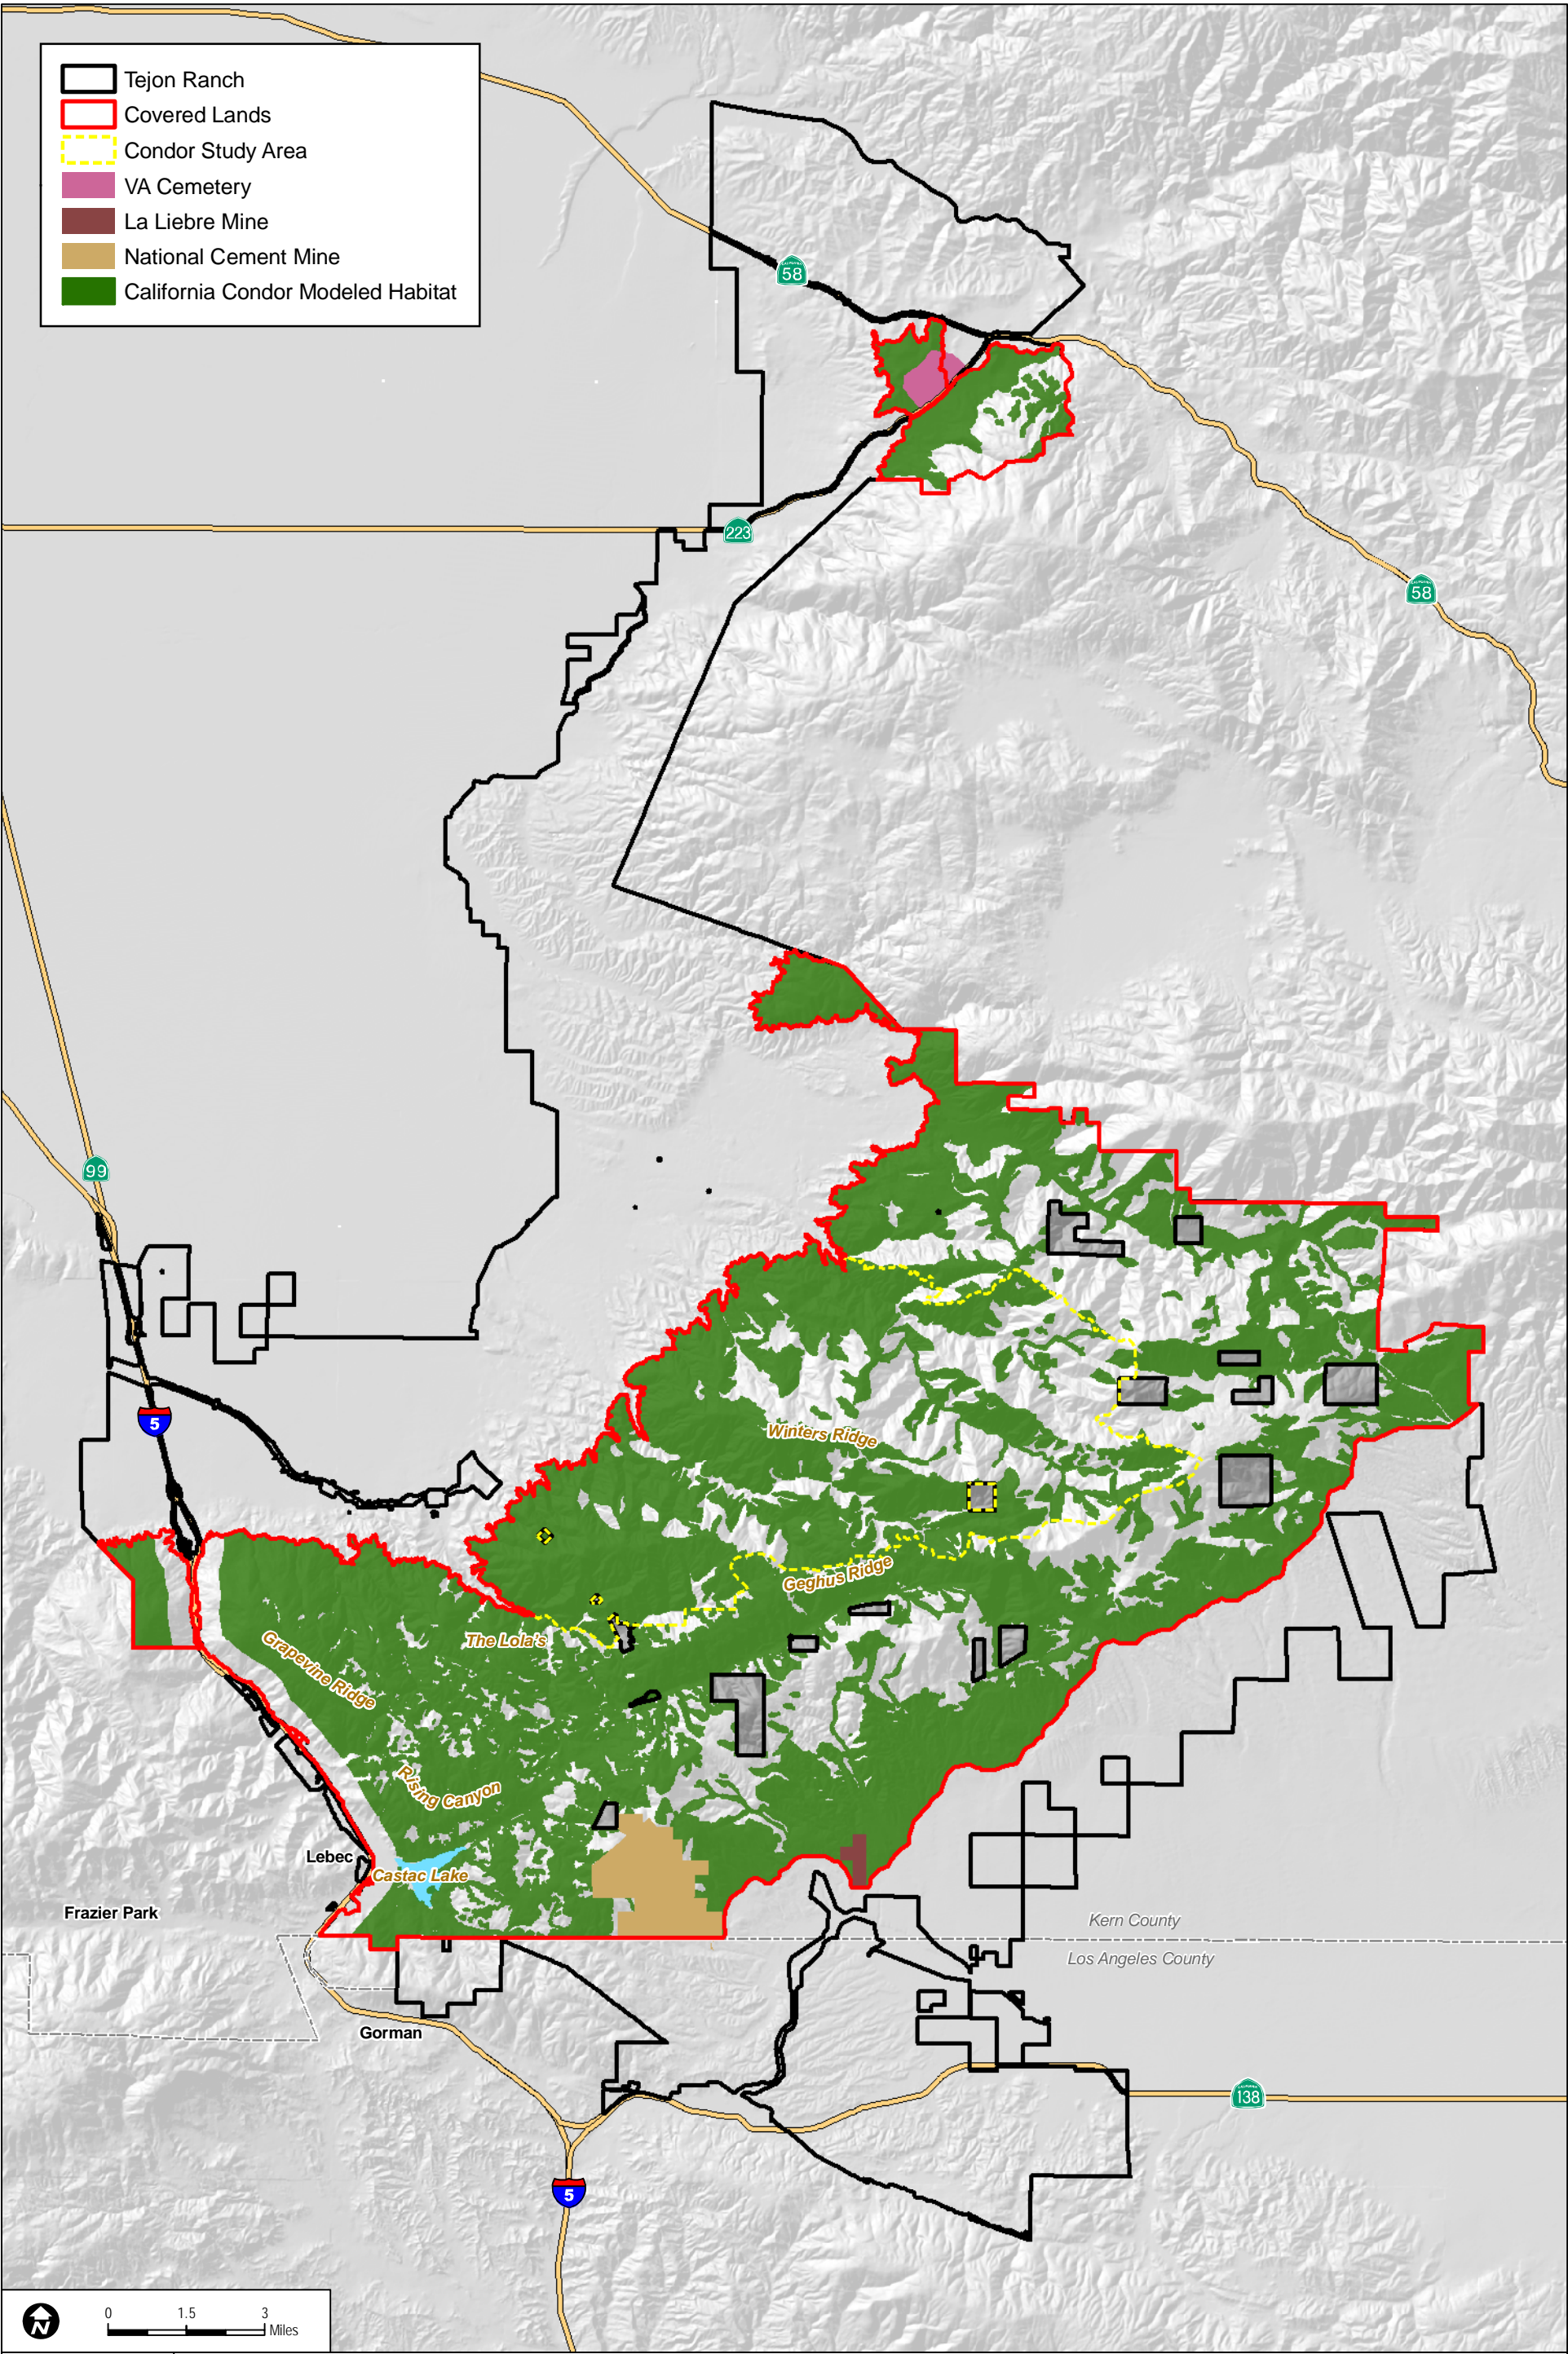 Tejon Ranch
Covered Lands
Condor Study Area
VA Cemetery
La Liebre Mine
National Cement Mine
California Condor Modeled Habitat
58
223
58
99
5
Winters Ridge
Geghus Ridge
The Lola's
Grapevine Ridge
Rising Canyon
Lebec
Castac Lake
Frazier Park
Kern County
Los Angeles County
Gorman
138
5
N
0 1.5 3
Miles